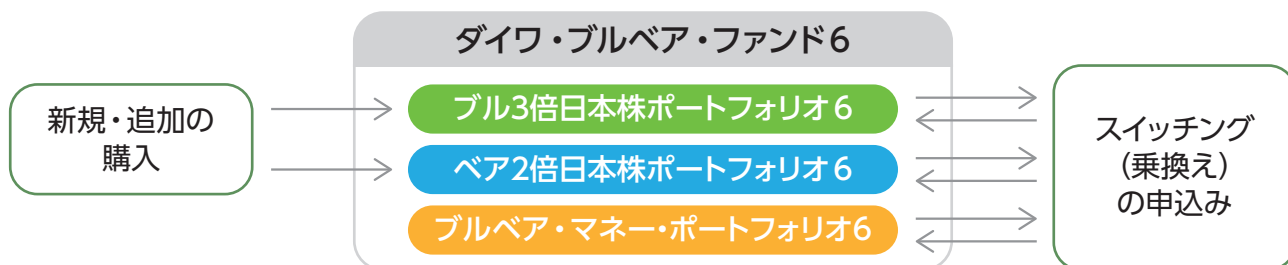 ダイワ・ブルベア・ファンド6
新規・追加の
購入
ブル3倍日本株ポートフォリオ6
ベア2倍日本株ポートフォリオ6
ブルベア・マネー・ポートフォリオ6
スイッチング
(乗換え)
の申込み